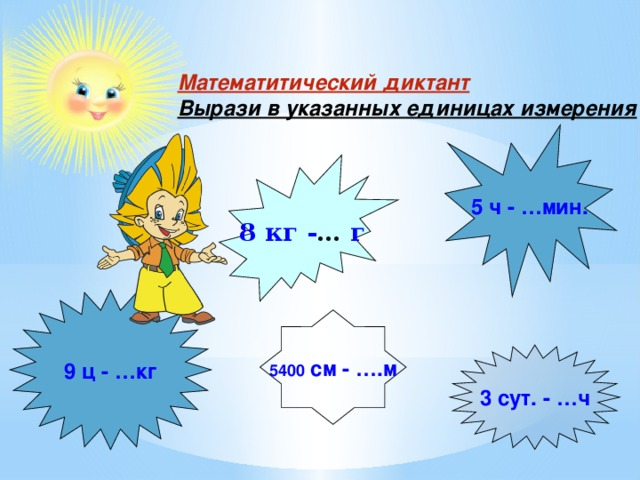 Математитический диктант
Вырази в указанных единицах измерения
5 ч - …мин.
8 кг -… г
9 ц - …кг
5400 см - ….м
3 сут. - …ч